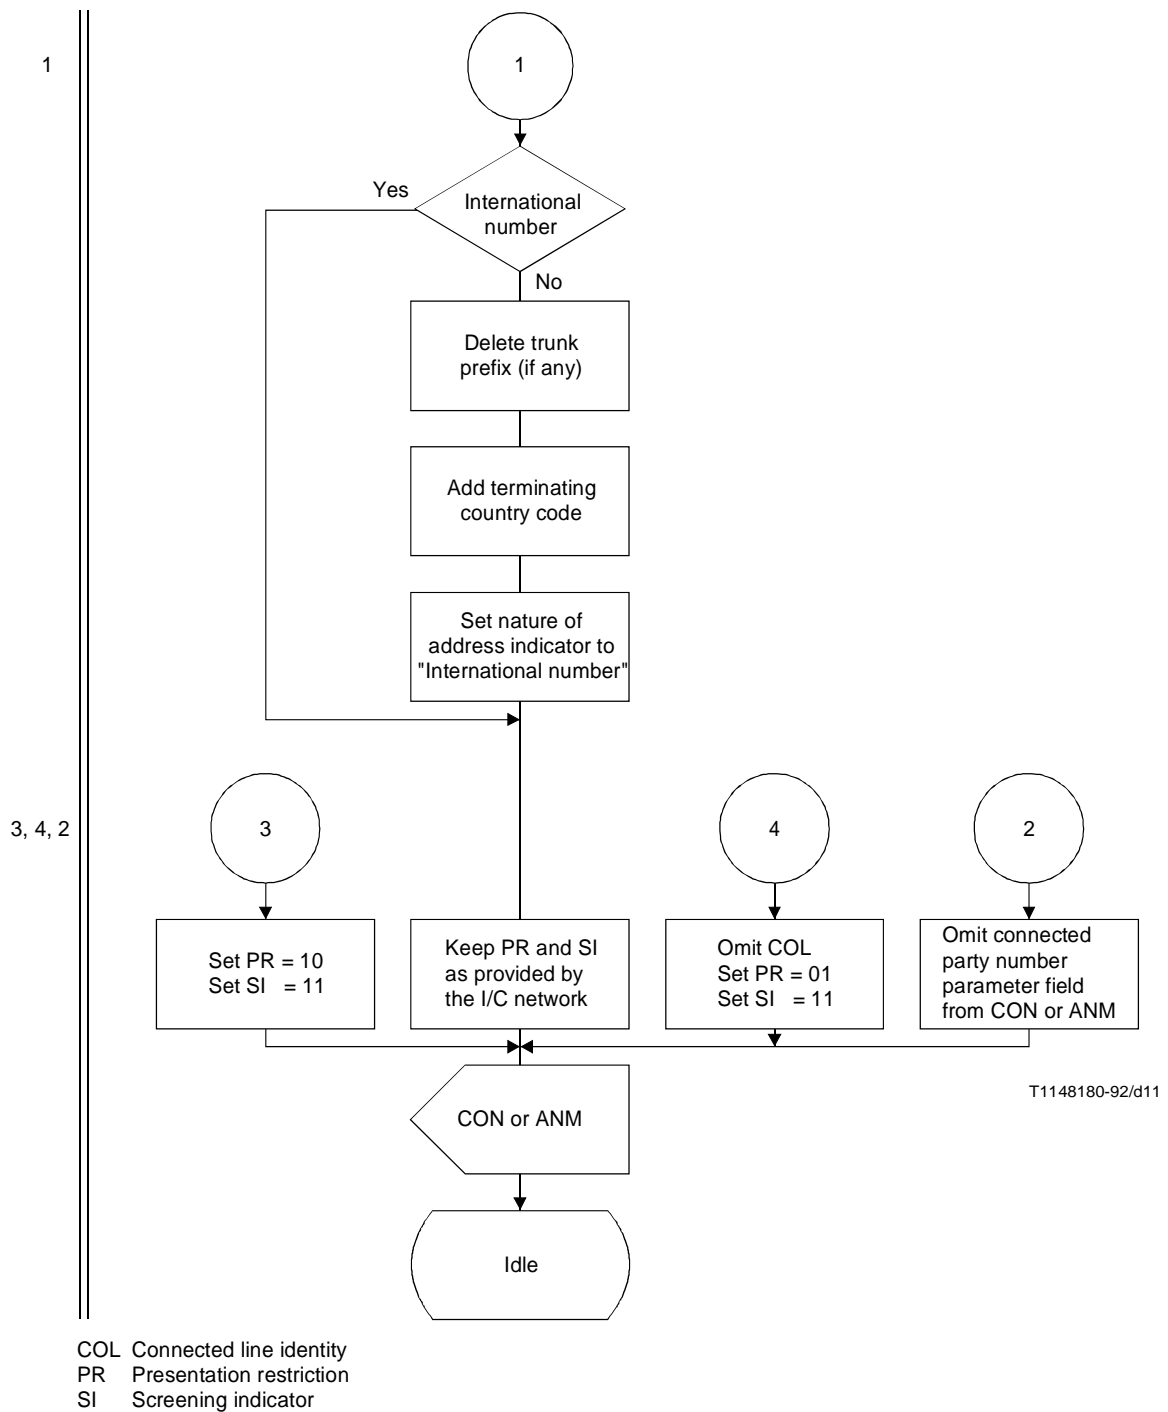 1
1
Yes
International
number
No
Delete trunk
prefix (if any)
Add terminating
country code
Set nature of
address indicator to
"International number"
3, 4, 2
3
4
2
Set PR = 10
Set SI = 11
Keep PR and SI
as provided by
the I/C network
Omit COL
Set PR = 01
Set SI = 11
Omit connected
party number
parameter field
from CON or ANM
T1148180-92/d11
CON or ANM
Idle
COL Connected line identity
PR Presentation restriction
SI Screening indicator